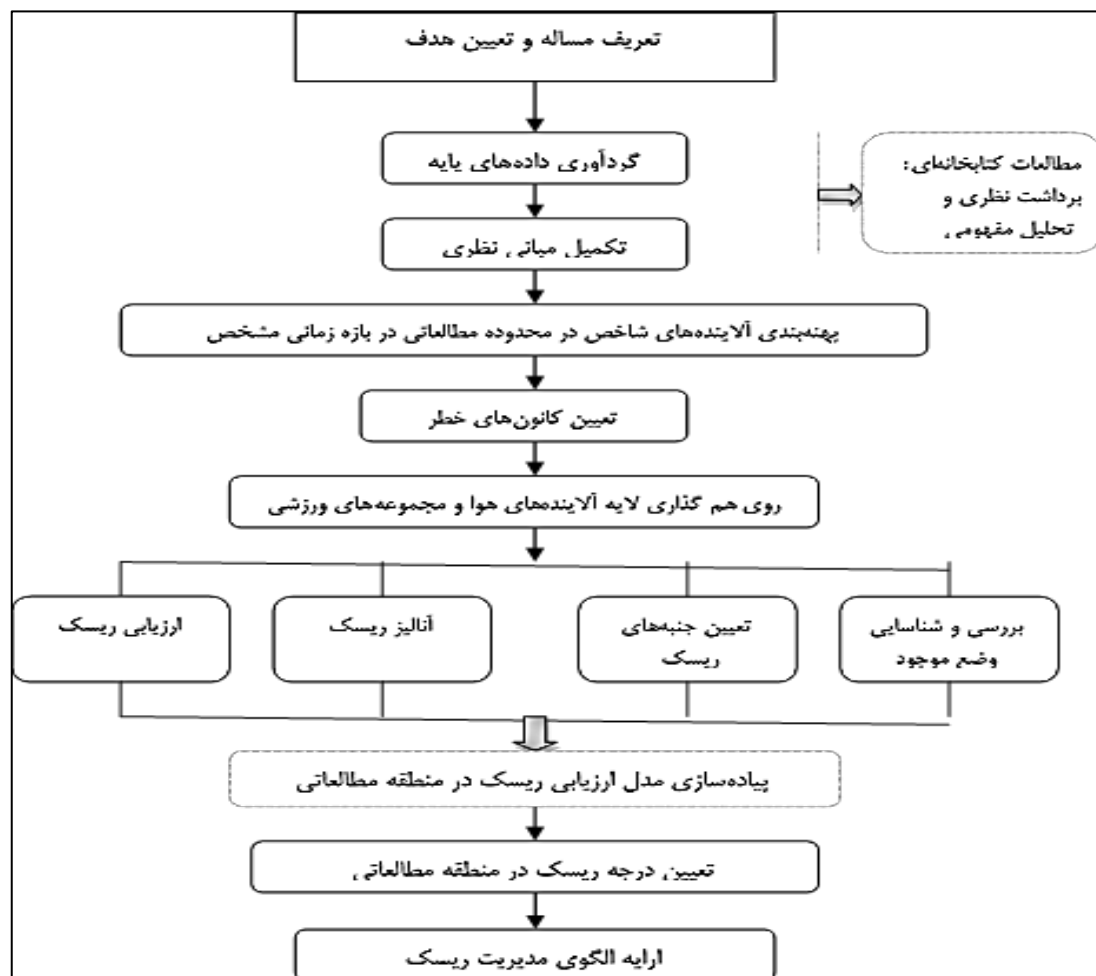 تعریف مساله و تعیین هدف
گردآوری داده‌های پایه
مطالعات کتابخانه‌ای:
برداشت نظری و
تحلیل مفهومی
تکمیل مبانی نظری
پهنه‌بندی آلاینده‌های شاخص در محدوده مطالعاتی در بازه زمانی مشخص
تعیین کانون‌های خطر
روی هم گذاری لایه آلاینده‌های هوا و مجموعه‌های ورزشی
بررسی و شناسایی
وضع موجود
تعیین جنبه‌های
ریسک
آنالیز ریسک
ارزیابی ریسک
پیاده‌سازی مدل ارزیابی ریسک در منطقه مطالعاتی
تعیین درجه ریسک در منطقه مطالعاتی
ارایه الگوی مدیریت ریسک